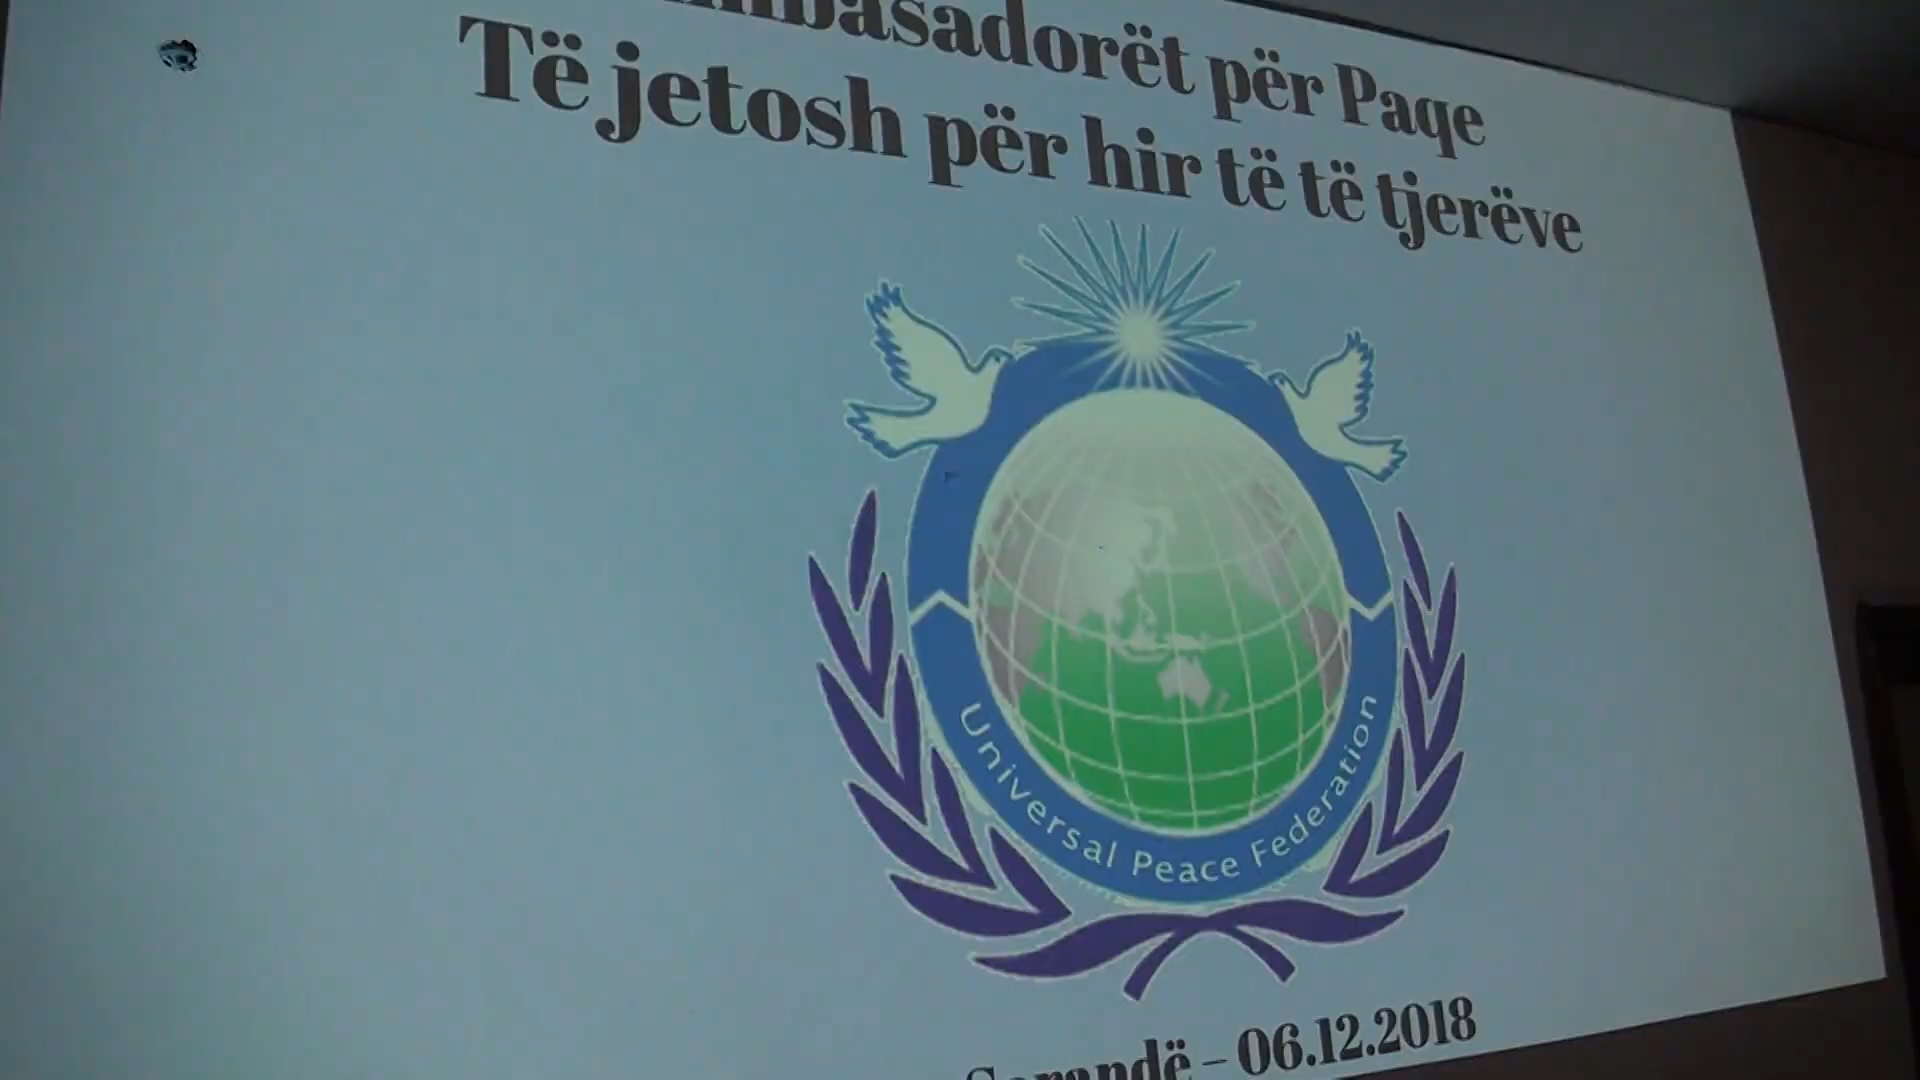 për Paqe
Të jetosh për hir të të tjerëve
Universal Peace Federation
– 06.12.2018